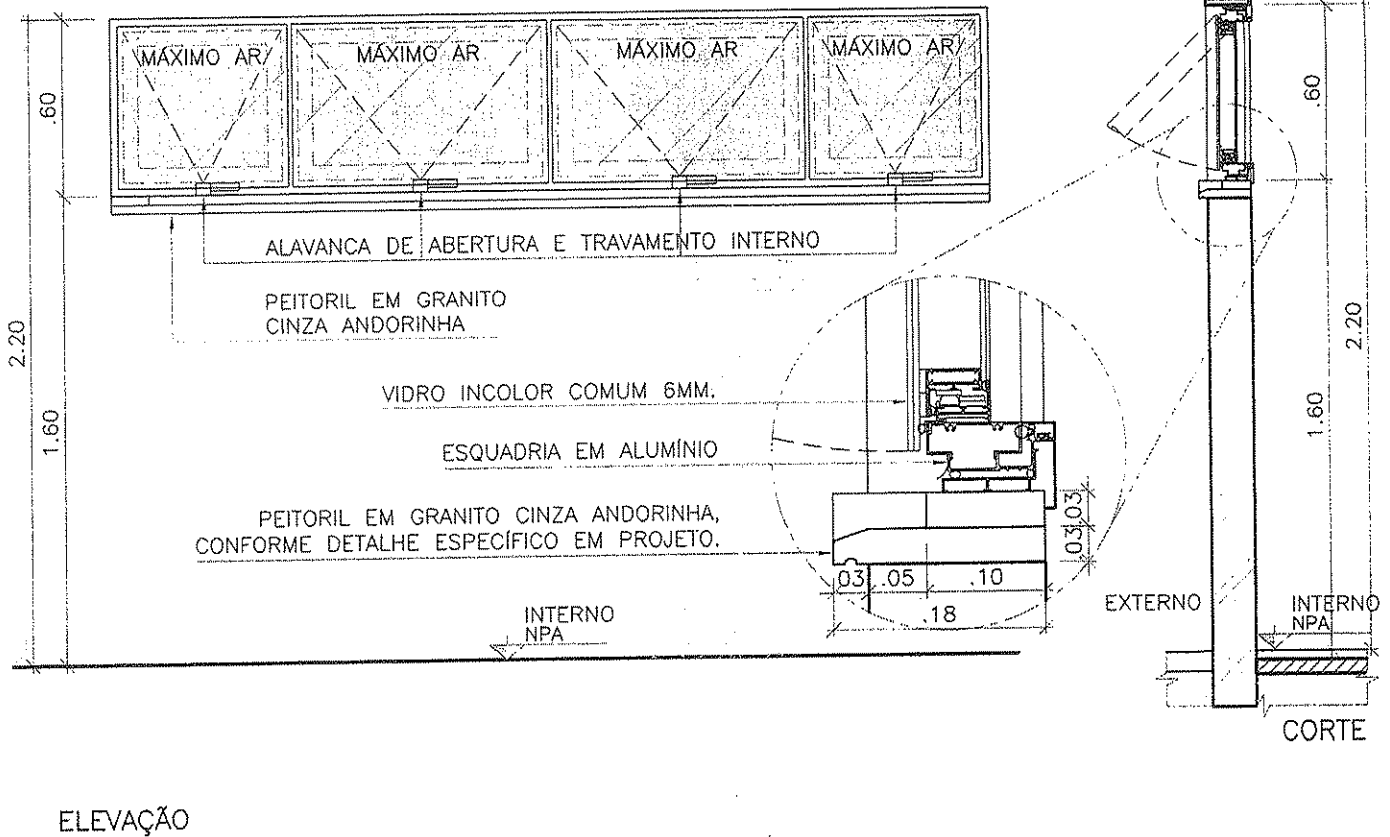 MÁXIMO AR
MÁXIMO AR
MÁXIMO AR
MÁXIMO AR
.60
2.20
1.60
ALAVANCA DE ABERTURA E TRAVAMENTO INTERNO
PEITORIL EM GRANITO
CINZA ANDORINHA
VIDRO INCOLOR COMUM 6MM.
ESQUADRIA EM ALUMÍNIO
PEITORIL EM GRANITO CINZA ANDORINHA,
CONFORME DETALHE ESPECÍFICO EM PROJETO.
.03
.03
.03
.05
.10
.18
INTERNO
NPA
.60
2.20
1.60
EXTERNO
INTERNO
NPA
CORTE
ELEVAÇÃO